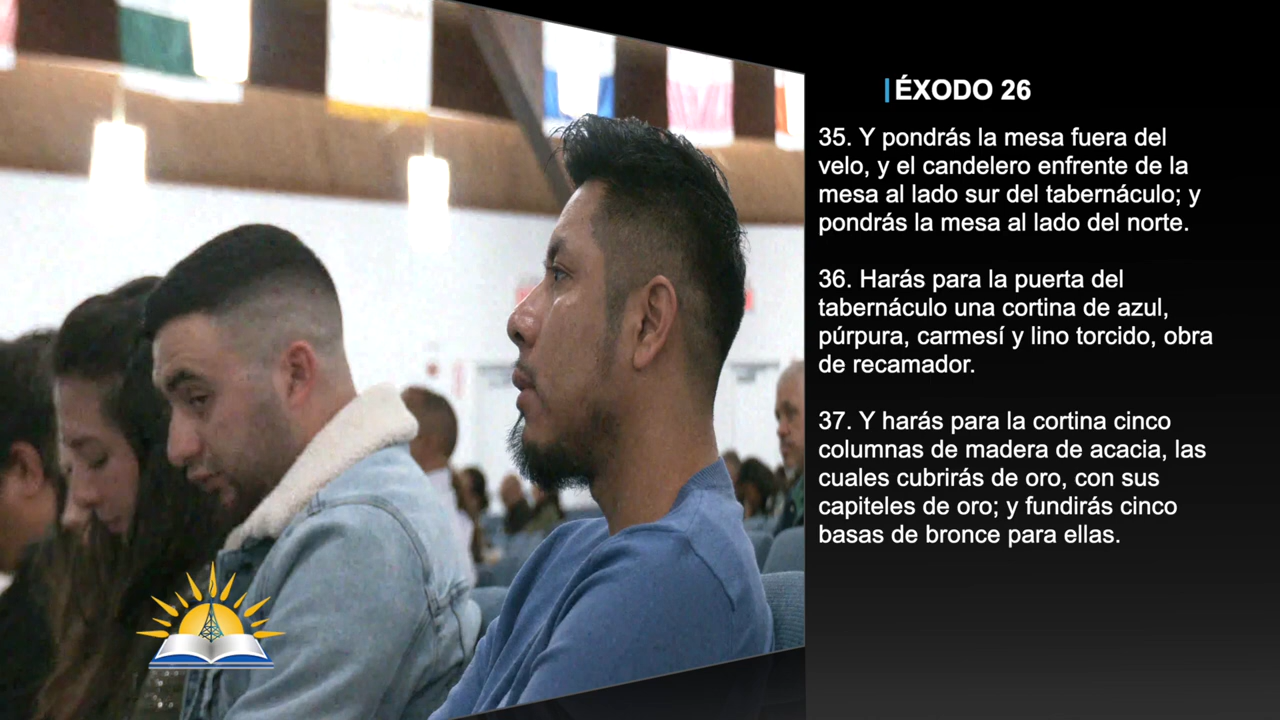 ÉXODO 26
35. Y pondrás la mesa fuera del
velo, y el candelero enfrente de la
mesa al lado sur del tabernáculo; y
pondrás la mesa al lado del norte.
36. Harás para la puerta del
tabernáculo una cortina de azul,
púrpura, carmesí y lino torcido, obra
de recamador.
37. Y harás para la cortina cinco
columnas de madera de acacia, las
cuales cubrirás de oro, con sus
capiteles de oro; y fundirás cinco
basas de bronce para ellas.